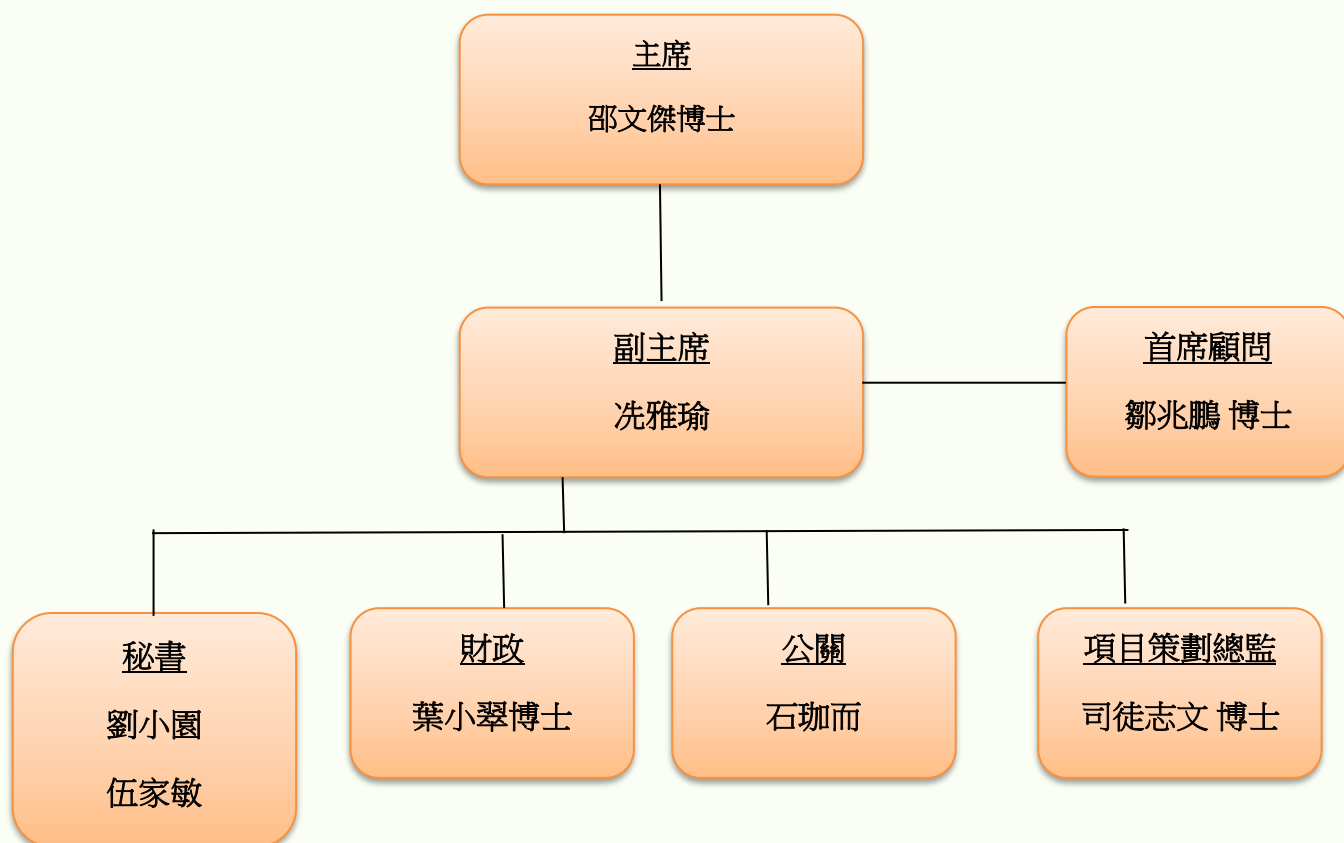 主席
邵文傑博士
副主席
冼雅瑜
首席顧問
鄒兆鵬 博士
秘書
劉小園
伍家敏
財政
葉小翠博士
公關
石珈而
項目策劃總監
司徒志文 博士